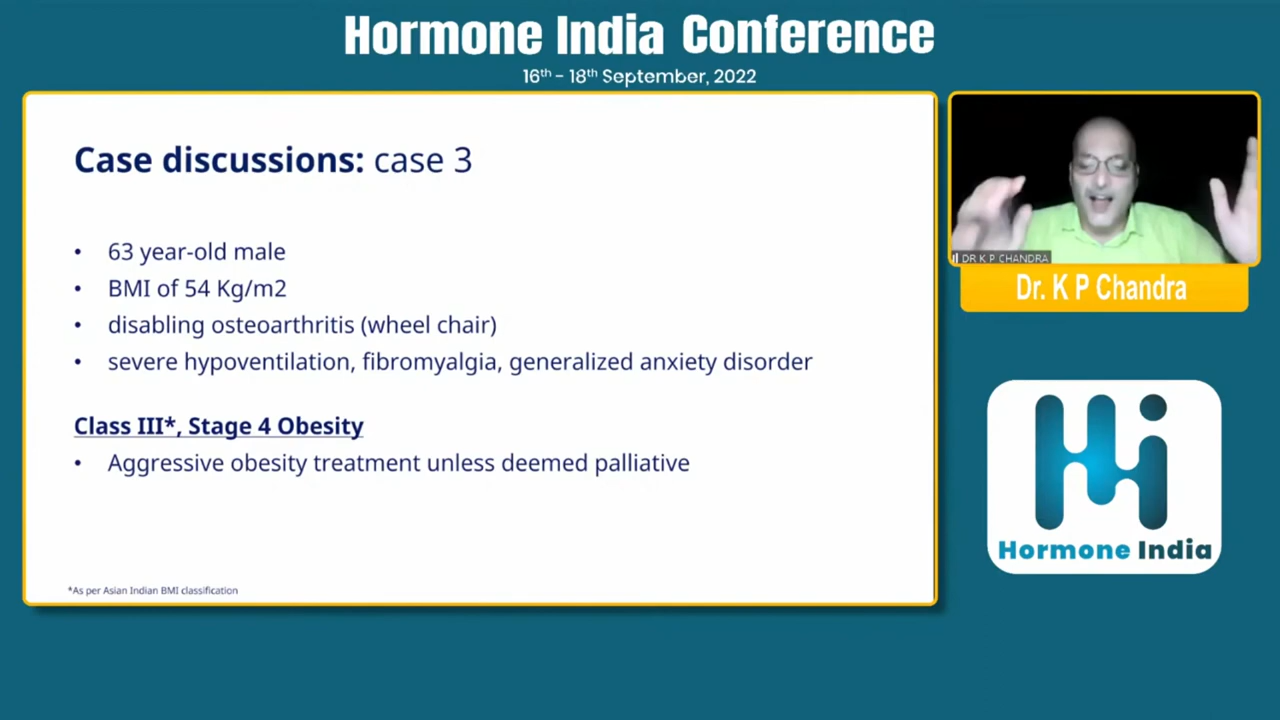 Hormone India Conference
16th - 18th September, 2022
Case discussions: case 3
• 63 year-old male
• BMI of 54 Kg/m2
• disabling osteoarthritis (wheel chair)
• severe hypoventilation, fibromyalgia, generalized anxiety disorder
Class III*, Stage 4 Obesity
• Aggressive obesity treatment unless deemed palliative
*As per Asian Indian BMI classification
DR K P CHANDRA
Dr. K P Chandra
Hi
Hormone India